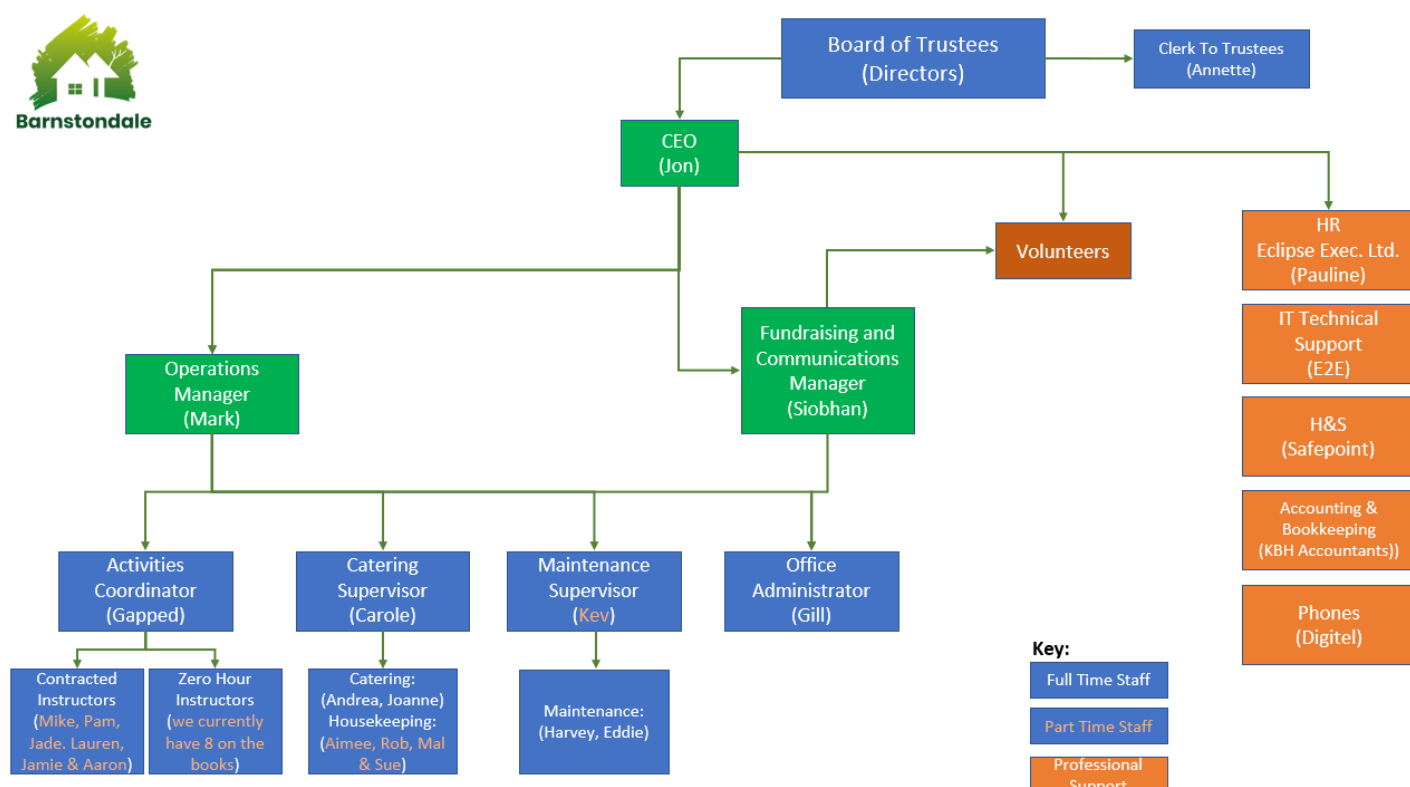 Barnstondale
Board of Trustees
(Directors)
Clerk To Trustees
(Annette)
CEO
(Jon)
Volunteers
HR
Eclipse Exec. Ltd.
(Pauline)
IT Technical
Support
(E2E)
H&S
(Safepoint)
Accounting &
Bookkeeping
(KBH Accountants))
Phones
(Digitel)
Operations
Manager
(Mark)
Fundraising and
Communications
Manager
(Siobhan)
Activities
Coordinator
(Gapped)
Catering
Supervisor
(Carole)
Maintenance
Supervisor
(Kev)
Office
Administrator
(Gill)
Contracted
Instructors
(Mike, Pam,
Jade. Lauren,
Jamie & Aaron)
Zero Hour
Instructors
(we currently
have 8 on the
books)
Catering:
(Andrea, Joanne)
Housekeeping:
(Aimee, Rob, Mal
& Sue)
Maintenance:
(Harvey, Eddie)
Key:
Full Time Staff
Part Time Staff
Professional
Support